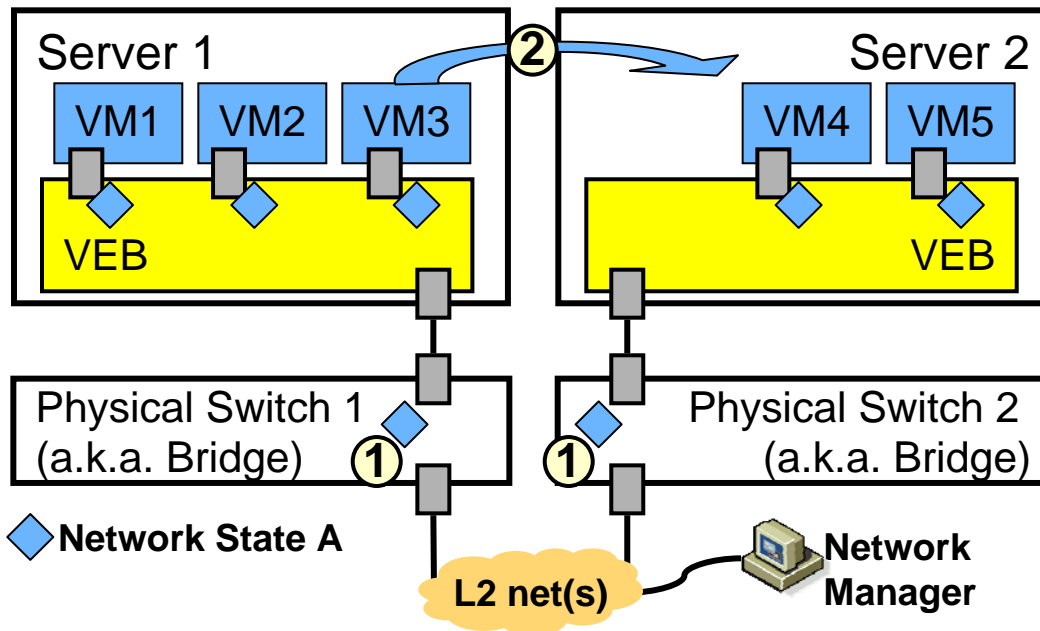 Server 1
2
Server 2
VM1
VM2
VM3
VM4
VM5
VEB
VEB
Physical Switch 1
(a.k.a. Bridge)
1
Physical Switch 2
(a.k.a. Bridge)
1
Network State A
L2 net(s)
Network
Manager